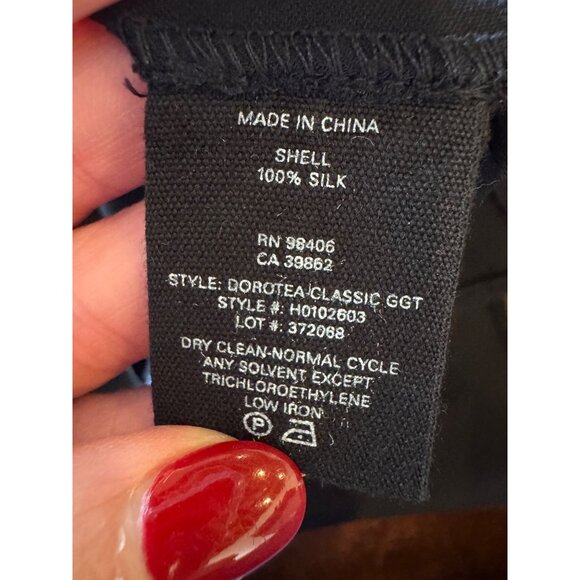 MADE IN CHINA
SHELL
100% SILK
RN 98406
CA 39862
STYLE: DOROTEA CLASSIC GGT
STYLE #: H0102603
LOT #: 372068
DRY CLEAN-NORMAL CYCLE
ANY SOLVENT EXCEPT
TRICHLOROETHYLENE
LOW IRON
P